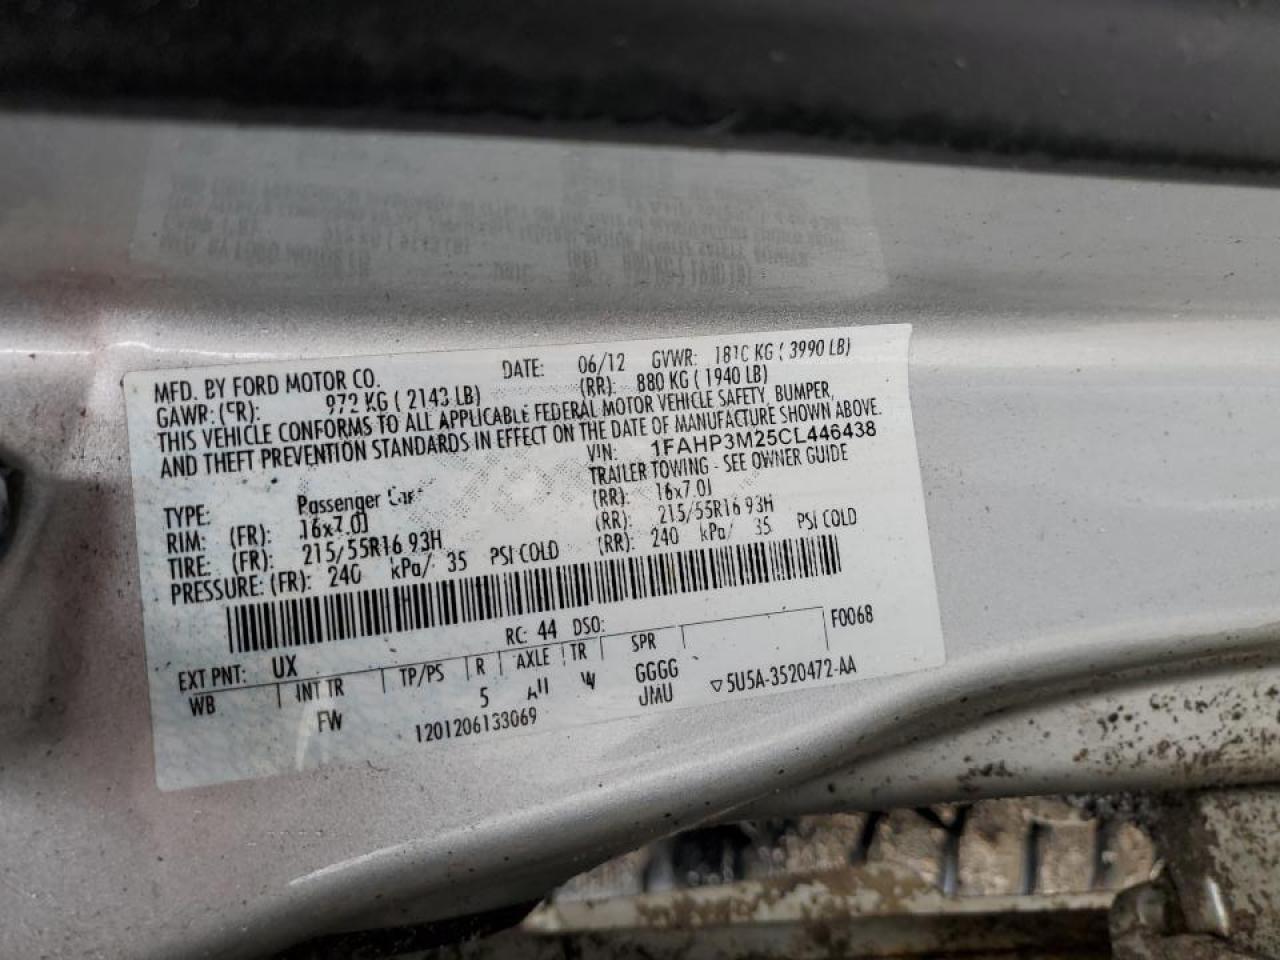 MFD. BY FORD MOTOR CO. DATE: 06/12 GVWR: 1810 KG ( 3990 LB)
GAWR:(FR): 972 KG ( 2143 LB) (RR): 880 KG ( 1940 LB)
THIS VEHICLE CONFORMS TO ALL APPLICABLE FEDERAL MOTOR VEHICLE SAFETY, BUMPER,
AND THEFT PREVENTION STANDARDS IN EFFECT ON THE DATE OF MANUFACTURE SHOWN ABOVE.
VIN: 1FAHP3M25CL446438
TYPE: Passenger Car TRAILER TOWING - SEE OWNER GUIDE
RIM: (FR): 16x7.0J (RR): 16x7.0J
TIRE: (FR): 215/55R16 93H (RR): 215/55R16 93H
PRESSURE: (FR): 240 kPa/ 35 PSI COLD (RR): 240 kPa/ 35 PSI COLD
EXT PNT: UX RC: 44 DSO: F0068
WB INT TR TP/PS R AXLE TR SPR
FW 5 W GGGG
1201206133069 JMU 5U5A-3520472-AA